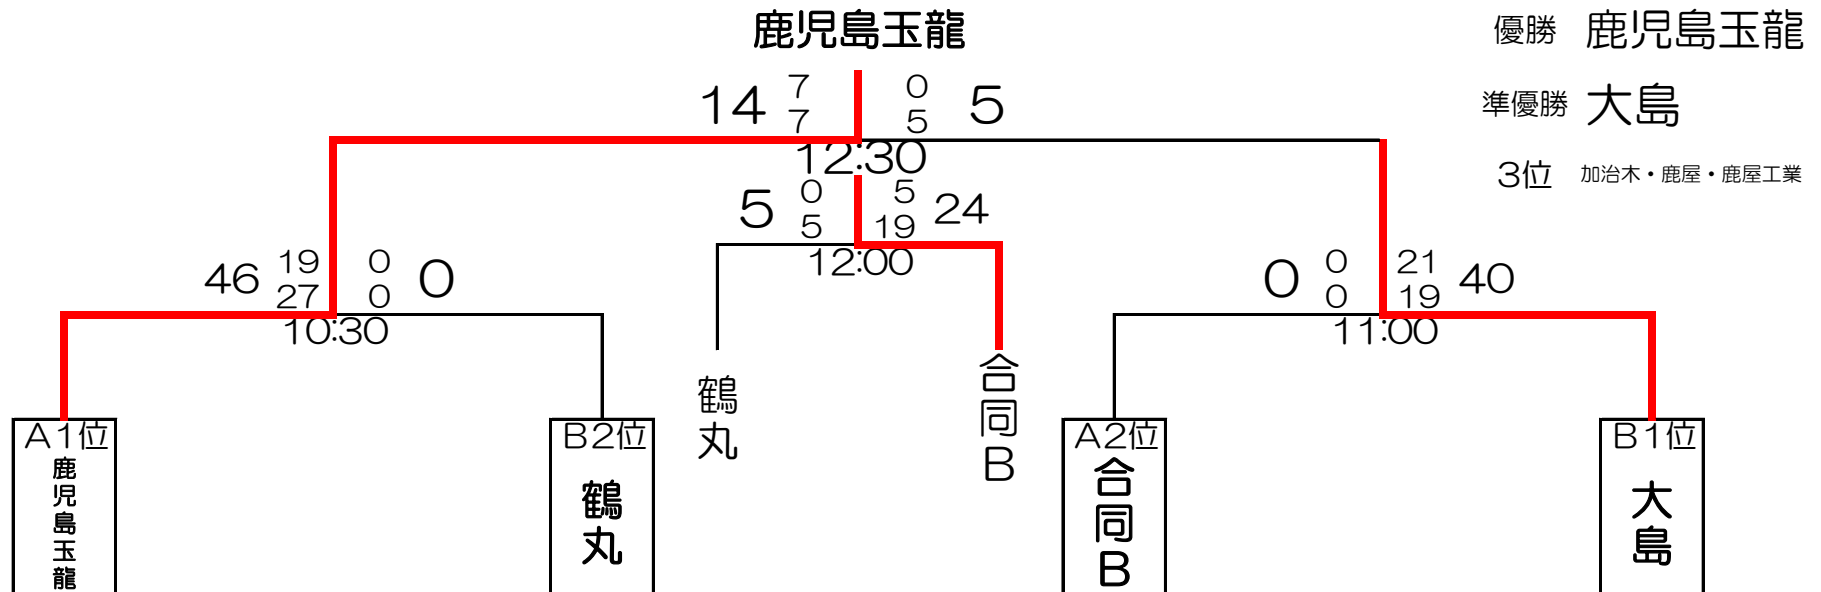 鹿児島玉龍
優勝 鹿児島玉龍
14 7 0 5
7 5
準優勝 大島
12:30
3位 加治木・鹿屋・鹿屋工業
5 0 5 24
5 19
12:00
46 19 0 0
27 0
10:30
0 0 21 40
0 19
11:00
鶴丸
合同B
A1位
鹿児島玉龍
B2位
鶴丸
A2位
合同B
B1位
大島